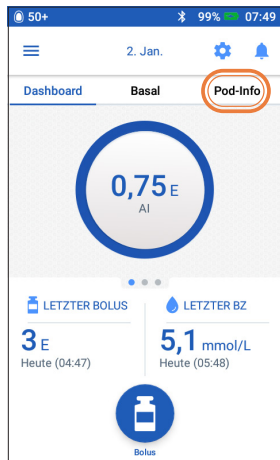 50+ 99% 07:49
2. Jan.
Dashboard Basal Pod-Info
0,75 E
AI
LETZTER BOLUS LETZTER BZ
3 E 5,1 mmol/L
Heute (04:47) Heute (05:48)
Bolus